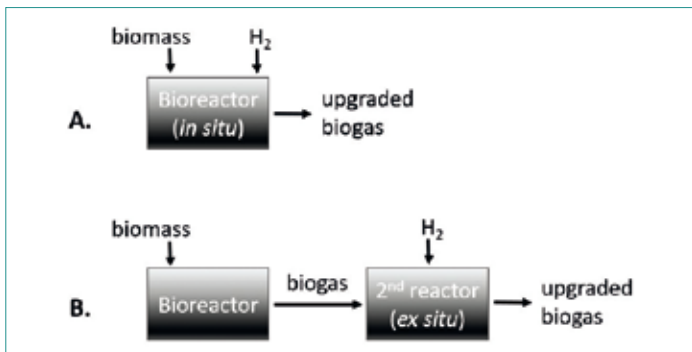 biomass H2
A. Bioreactor
(in situ)
upgraded
biogas
biomass H2
B. Bioreactor
biogas
2nd reactor
(ex situ)
upgraded
biogas